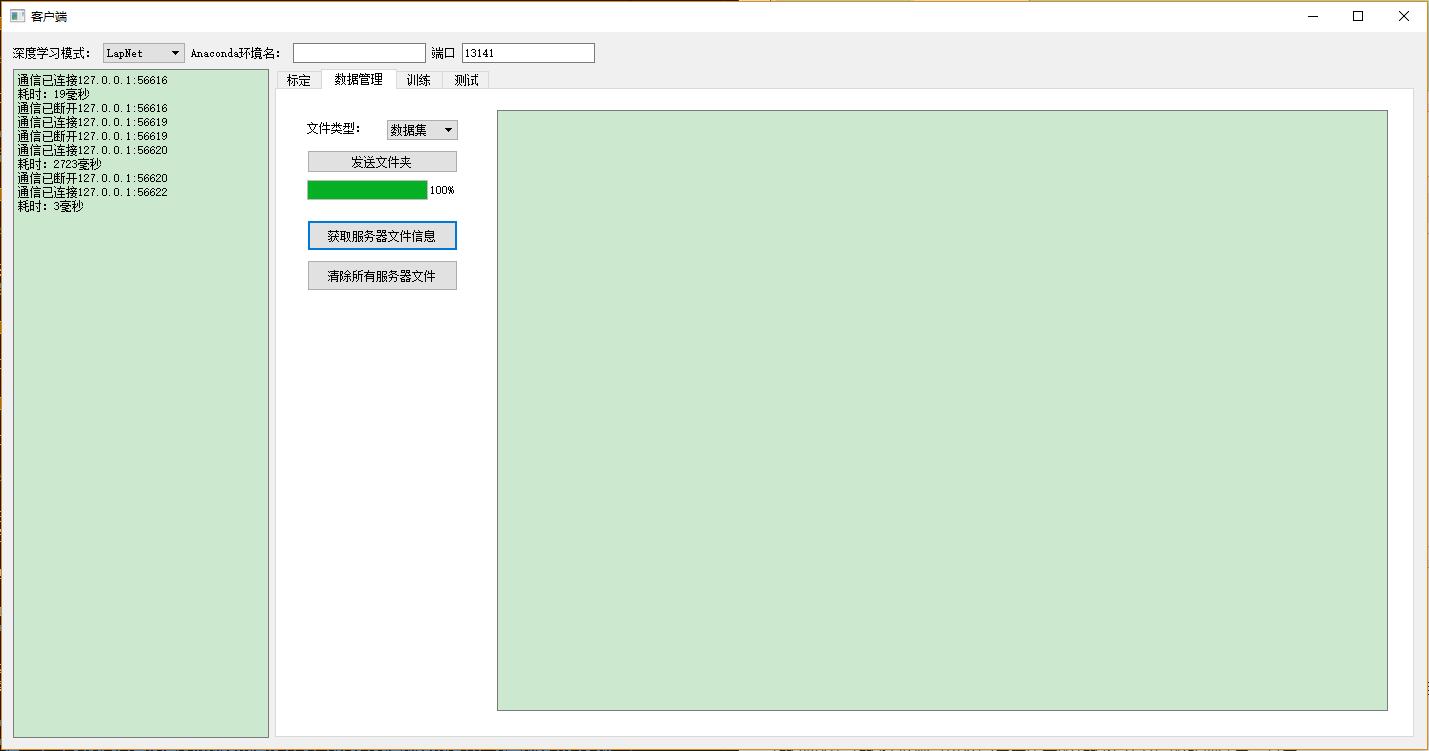 客户端
深度学习模式： LapNet Anaconda环境名： 端口 13141
通信已连接127.0.0.1:56616
耗时：19毫秒
通信已断开127.0.0.1:56616
通信已连接127.0.0.1:56619
通信已断开127.0.0.1:56619
通信已连接127.0.0.1:56620
耗时：2723毫秒
通信已断开127.0.0.1:56620
通信已连接127.0.0.1:56622
耗时：3毫秒
标定 数据管理 训练 测试
文件类型： 数据集
发送文件夹
100%
获取服务器文件信息
清除所有服务器文件